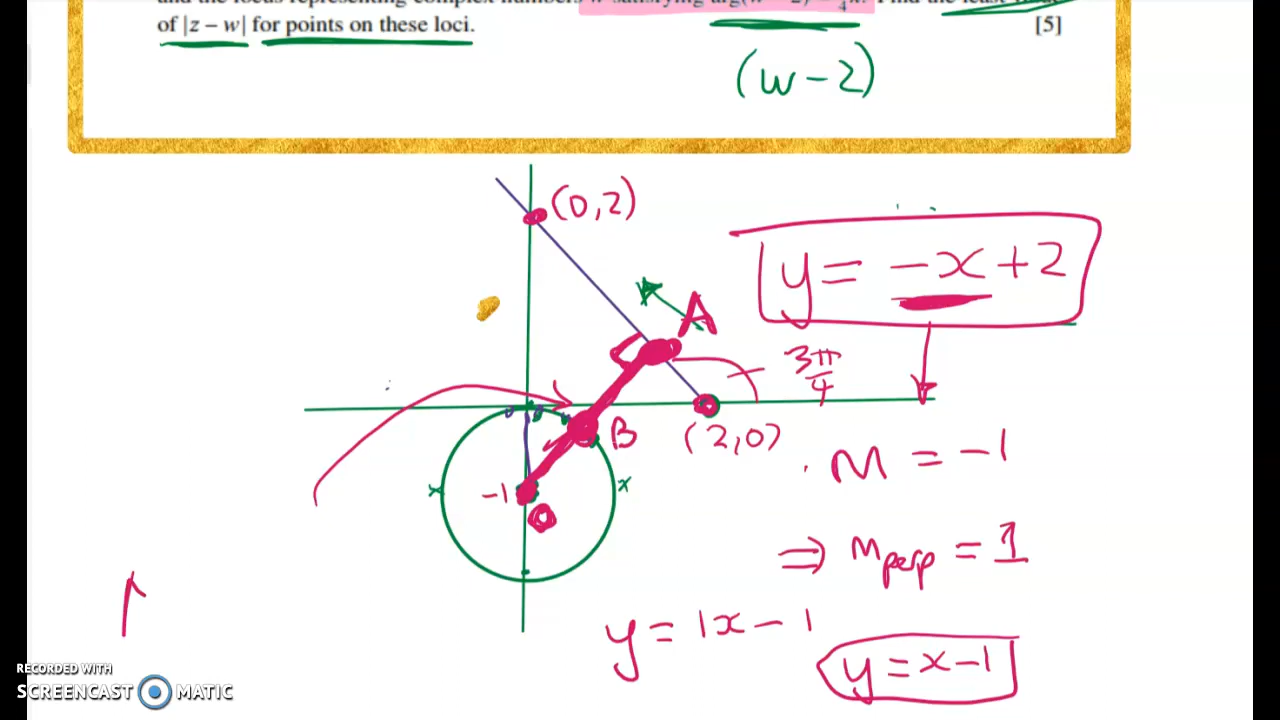 of |z − w| for points on these loci. [5]
(w − 2)
(0,2)
y = −x + 2
A
3π/4
B
(2,0)
−1
O
M = −1
⇒ m perp = 1
y = 1x − 1
y = x − 1
RECORDED WITH
SCREENCAST MATIC